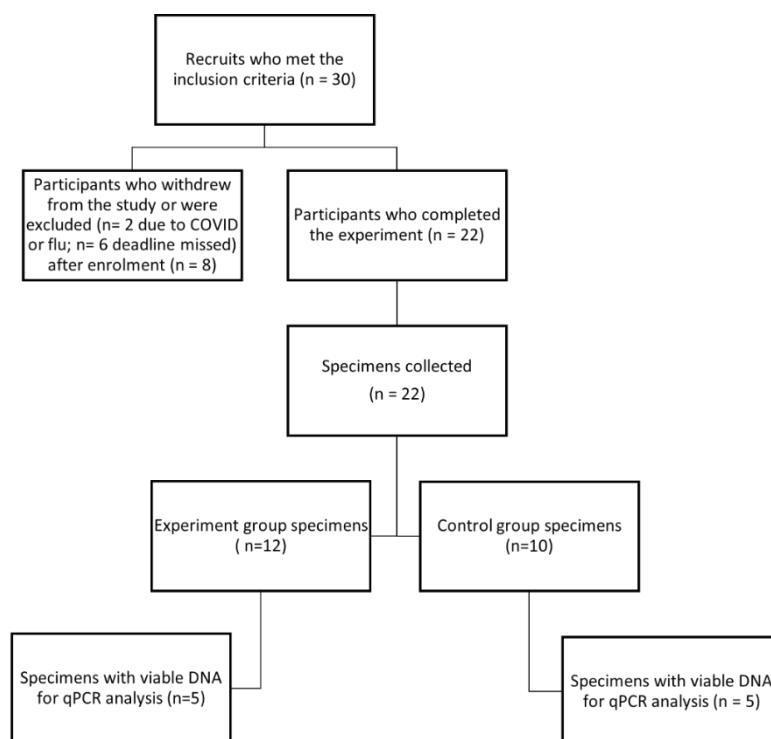 Recruits who met the
inclusion criteria (n = 30)
Participants who withdrew
from the study or were
excluded (n= 2 due to COVID
or flu; n= 6 deadline missed)
after enrolment (n = 8)
Participants who completed
the experiment (n = 22)
Specimens collected
(n = 22)
Experiment group specimens
( n=12)
Control group specimens
(n=10)
Specimens with viable DNA
for qPCR analysis (n=5)
Specimens with viable DNA
for qPCR analysis (n = 5)